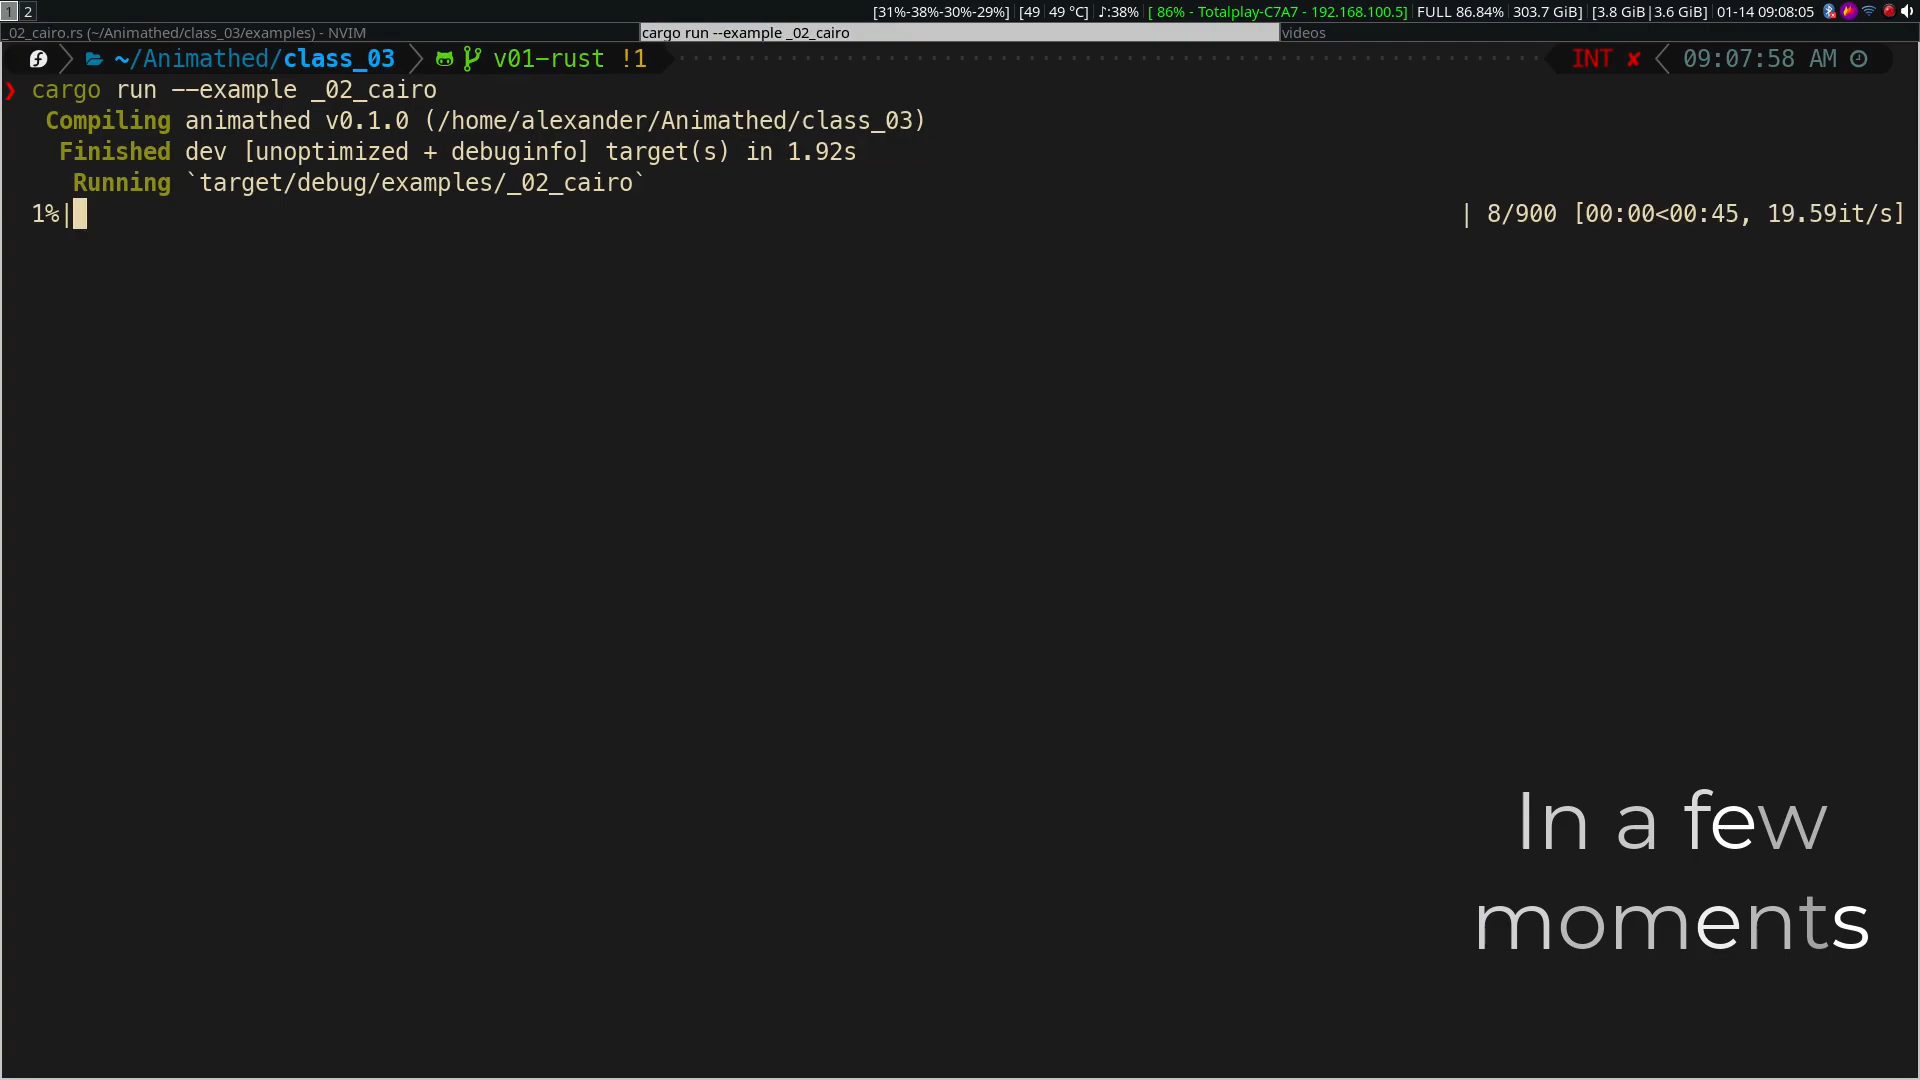 1 2 [31%-38%-30%-29%] [49 49 °C] ♪:38% [ 86% - Totalplay-C7A7 - 192.168.100.5] FULL 86.84% 303.7 GiB] [3.8 GiB|3.6 GiB] 01-14 09:08:05
_02_cairo.rs (~/Animathed/class_03/examples) - NVIM cargo run --example _02_cairo videos
~/Animathed/class_03 v01-rust !1 INT ✘ 09:07:58 AM
❯ cargo run --example _02_cairo
Compiling animathed v0.1.0 (/home/alexander/Animathed/class_03)
Finished dev [unoptimized + debuginfo] target(s) in 1.92s
Running `target/debug/examples/_02_cairo`
1%| | 8/900 [00:00<00:45, 19.59it/s]
In a few
moments